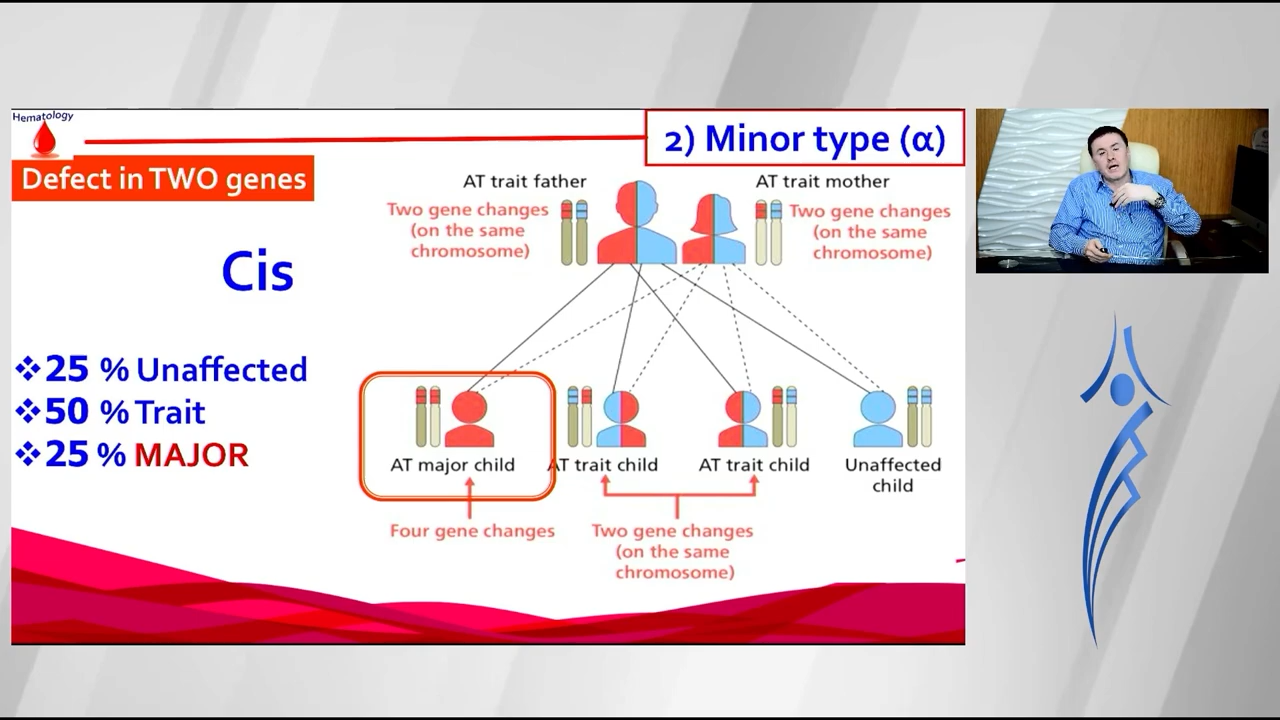 Hematology
2) Minor type (α)
Defect in TWO genes
AT trait father
AT trait mother
Two gene changes
(on the same
chromosome)
Two gene changes
(on the same
chromosome)
Cis
❖25 % Unaffected
❖50 % Trait
❖25 % MAJOR
AT major child
AT trait child
AT trait child
Unaffected
child
Four gene changes
Two gene changes
(on the same
chromosome)